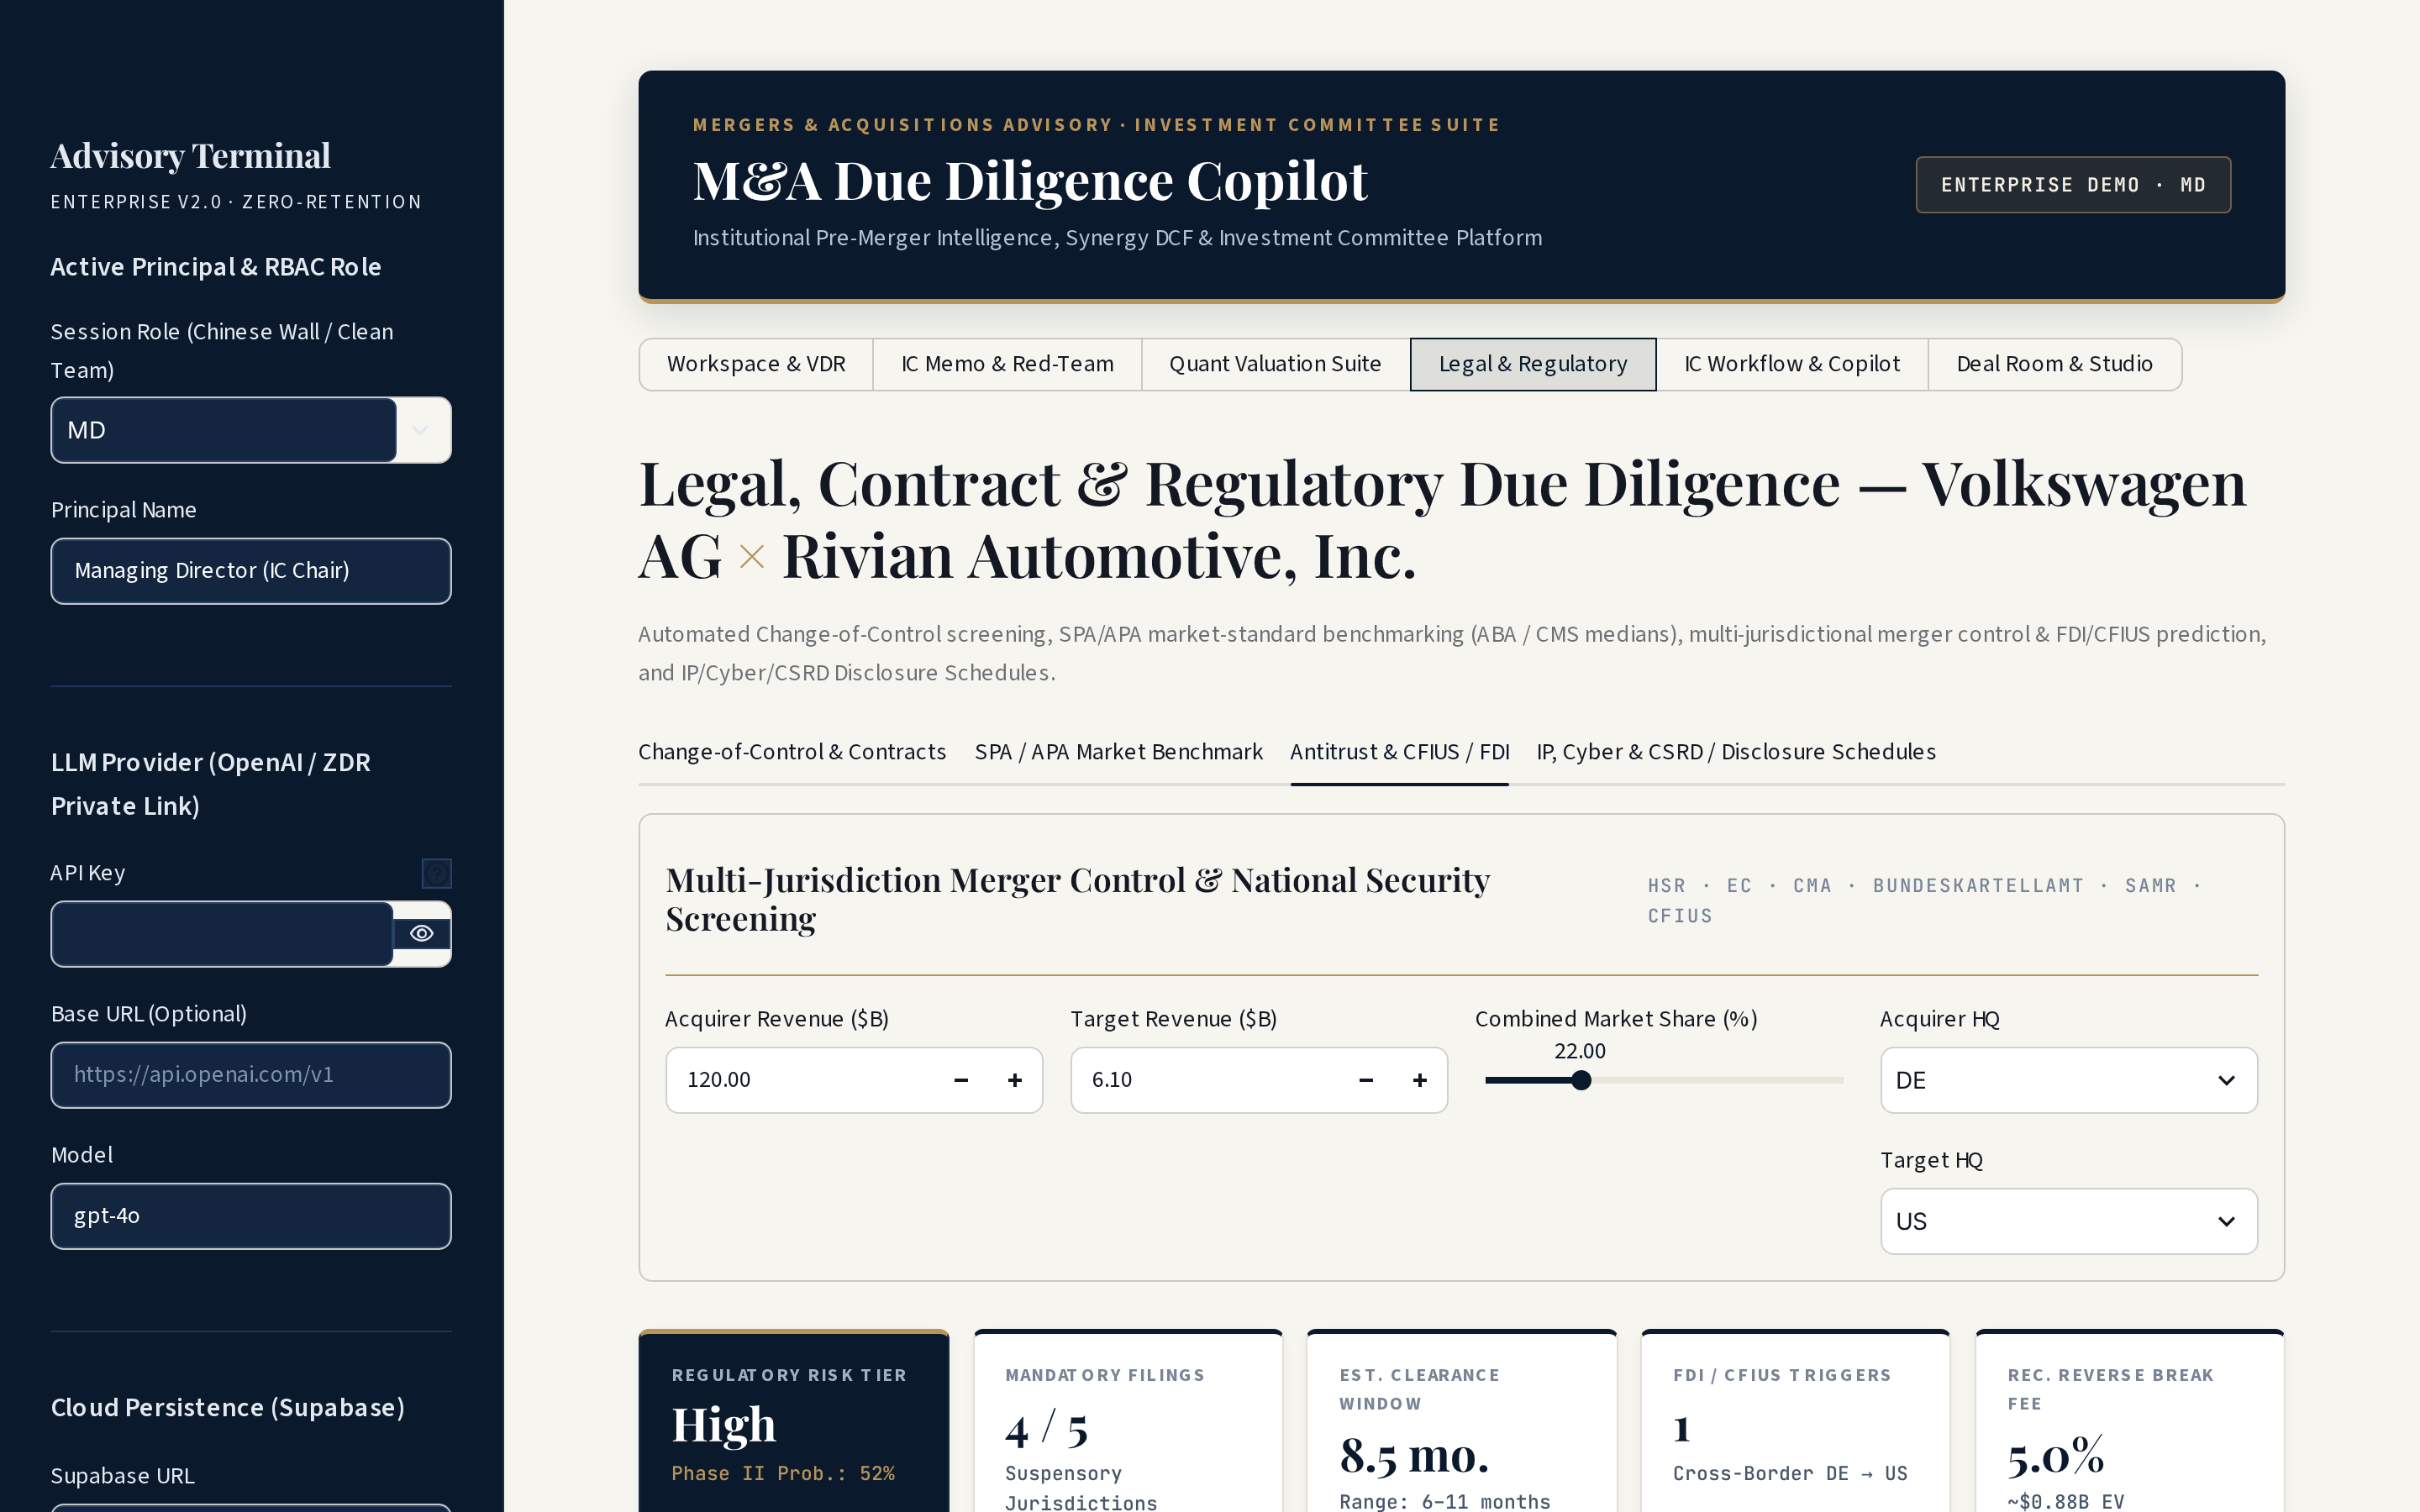 Advisory Terminal
ENTERPRISE V2.0 · ZERO-RETENTION
Active Principal & RBAC Role
Session Role (Chinese Wall / Clean
Team)
MD
Principal Name
Managing Director (IC Chair)
LLM Provider (OpenAI / ZDR
Private Link)
API Key
Base URL (Optional)
https://api.openai.com/v1
Model
gpt-4o
Cloud Persistence (Supabase)
Supabase URL
MERGERS & ACQUISITIONS ADVISORY · INVESTMENT COMMITTEE SUITE
M&A Due Diligence Copilot
Institutional Pre-Merger Intelligence, Synergy DCF & Investment Committee Platform
ENTERPRISE DEMO · MD
Workspace & VDR
IC Memo & Red-Team
Quant Valuation Suite
Legal & Regulatory
IC Workflow & Copilot
Deal Room & Studio
Legal, Contract & Regulatory Due Diligence — Volkswagen
AG × Rivian Automotive, Inc.
Automated Change-of-Control screening, SPA/APA market-standard benchmarking (ABA / CMS medians), multi-jurisdictional merger control & FDI/CFIUS prediction,
and IP/Cyber/CSRD Disclosure Schedules.
Change-of-Control & Contracts
SPA / APA Market Benchmark
Antitrust & CFIUS / FDI
IP, Cyber & CSRD / Disclosure Schedules
Multi-Jurisdiction Merger Control & National Security
Screening
HSR · EC · CMA · BUNDESKARTELLAMT · SAMR ·
CFIUS
Acquirer Revenue ($B)
120.00
Target Revenue ($B)
6.10
Combined Market Share (%)
22.00
Acquirer HQ
DE
Target HQ
US
REGULATORY RISK TIER
High
Phase II Prob.: 52%
MANDATORY FILINGS
4 / 5
Suspensory
Jurisdictions
EST. CLEARANCE
WINDOW
8.5 mo.
Range: 6–11 months
FDI / CFIUS TRIGGERS
1
Cross-Border DE → US
REC. REVERSE BREAK
FEE
5.0%
~$0.88B EV